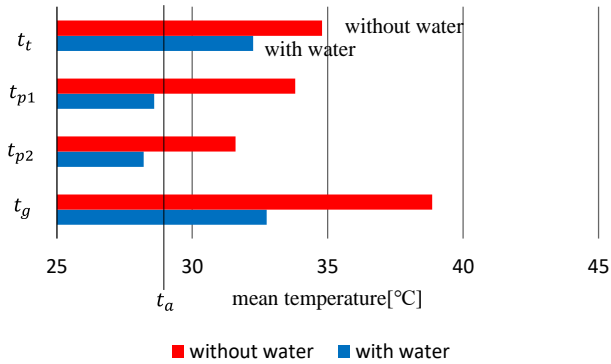 t_t without water
with water
t_p1
t_p2
t_g
25 30 35 40 45
t_a mean temperature[℃]
without water with water